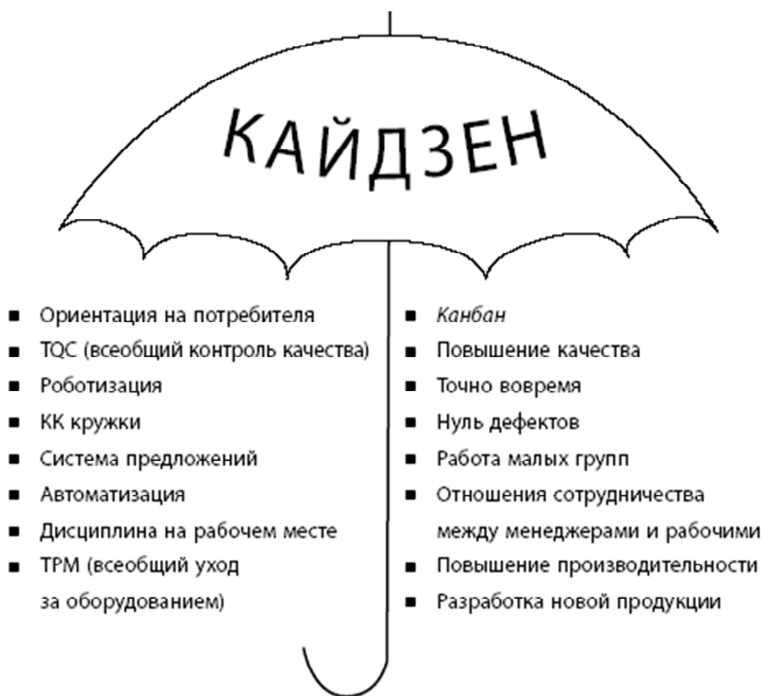 КАЙДЗЕН
■ Ориентация на потребителя
■ TQC (всеобщий контроль качества)
■ Роботизация
■ КК кружки
■ Система предложений
■ Автоматизация
■ Дисциплина на рабочем месте
■ TPM (всеобщий уход
за оборудованием)
■ Канбан
■ Повышение качества
■ Точно вовремя
■ Нуль дефектов
■ Работа малых групп
■ Отношения сотрудничества
между менеджерами и рабочими
■ Повышение производительности
■ Разработка новой продукции